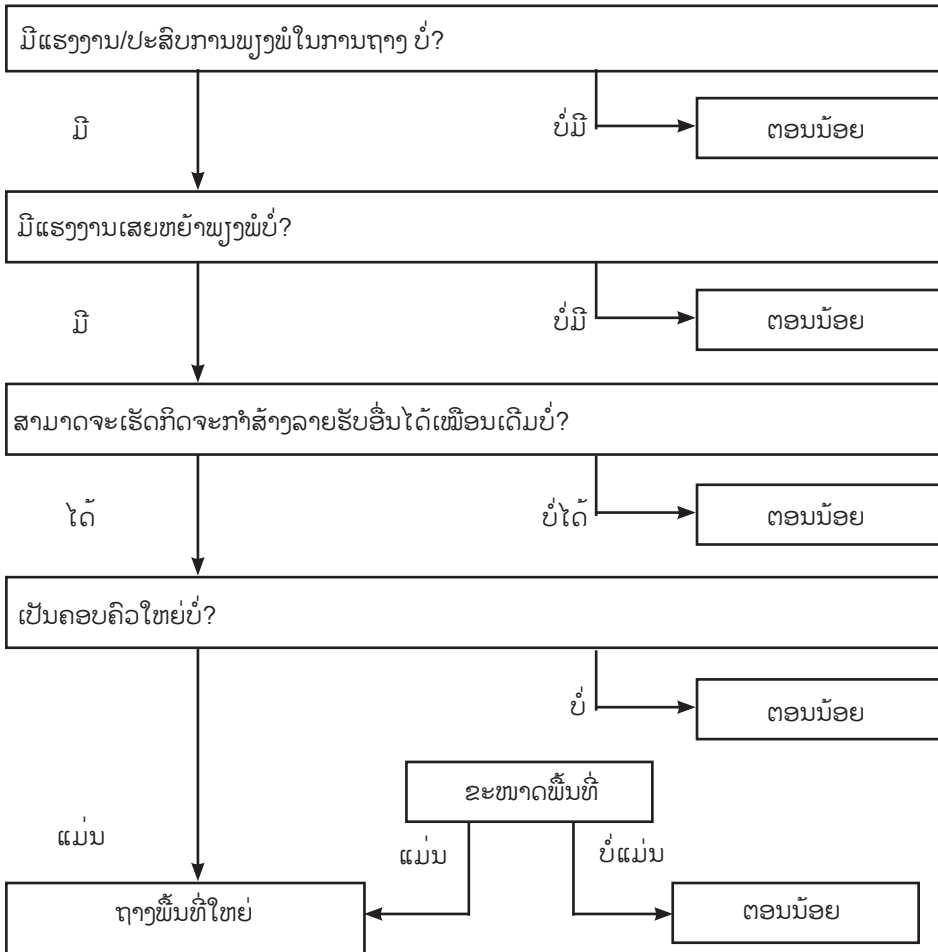 ມີແຮງງານ/ປະສົບການພຽງພໍໃນການຖາງ ບໍ່?
ມີ
ບໍ່ມີ
ຕອນນ້ອຍ
ມີແຮງງານເສຍຫຍ້າພຽງພໍບໍ່?
ມີ
ບໍ່ມີ
ຕອນນ້ອຍ
ສາມາດຈະເຮັດກິດຈະກາໍສ້າງລາຍຮັບອື່ນໄດ້ເໝືອນເດີມບໍ່?
ໄດ້
ບໍ່ໄດ້
ຕອນນ້ອຍ
ເປັນຄອບຄົວໃຫຍ່ບໍ່?
ບໍ່
ຕອນນ້ອຍ
ຂະໜາດພື້ນທີ່
ແມ່ນ
ແມ່ນ
ບໍ່ແມ່ນ
ຖາງພື້ນທີ່ໃຫຍ່
ຕອນນ້ອຍ